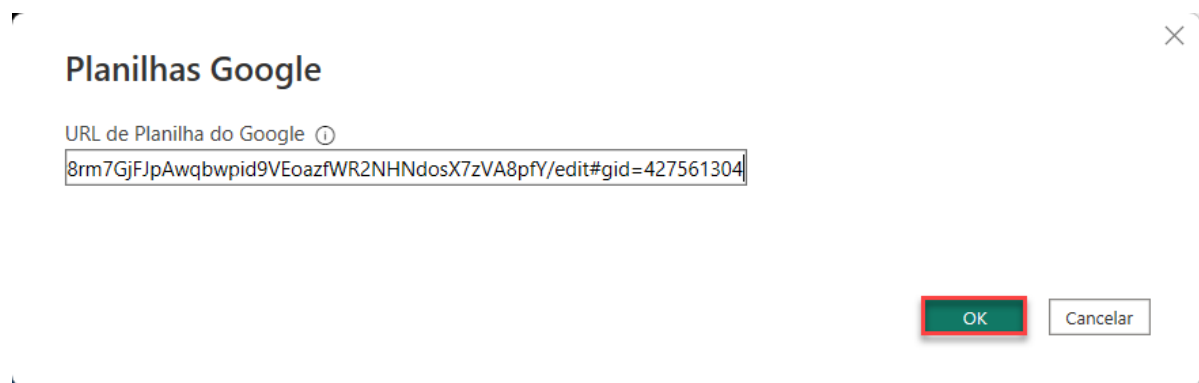 Planilhas Google
URL de Planilha do Google
8rm7GjFJpAwqbwpid9VEoazfWR2NHNdosX7zVA8pfY/edit#gid=427561304
OK
Cancelar